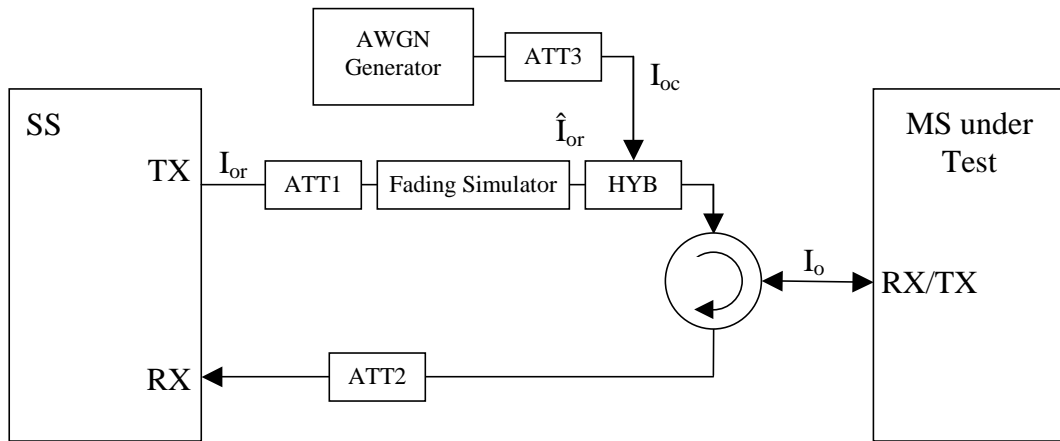 AWGN
Generator
ATT3
I_oc
SS
MS under
Test
Î_or
TX
I_or
ATT1
Fading Simulator
HYB
I_o
RX/TX
RX
ATT2